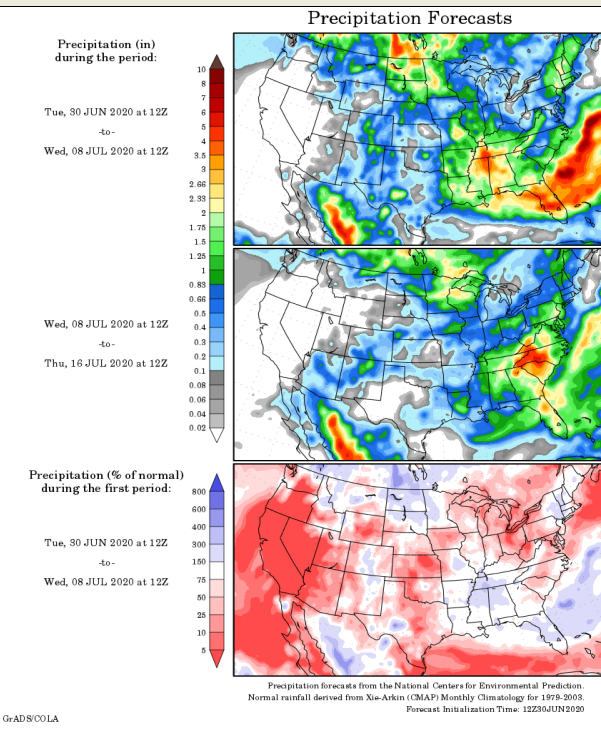 Precipitation Forecasts
Precipitation (in)
during the period:
Tue, 30 JUN 2020 at 12Z
-to-
Wed, 08 JUL 2020 at 12Z
10
8
7
6
5
4
3.5
3
2.66
2.33
2
1.75
1.5
1.25
1
0.83
0.66
0.5
0.4
0.3
0.2
0.1
0.08
0.06
0.04
0.02
Wed, 08 JUL 2020 at 12Z
-to-
Thu, 16 JUL 2020 at 12Z
Precipitation (% of normal)
during the first period:
Tue, 30 JUN 2020 at 12Z
-to-
Wed, 08 JUL 2020 at 12Z
800
600
400
300
150
75
50
25
10
5
Precipitation forecasts from the National Centers for Environmental Prediction.
Normal rainfall derived from Xie-Arkin (CMAP) Monthly Climatology for 1979-2003.
Forecast Initialization Time: 12Z30JUN2020
GrADS/COLA